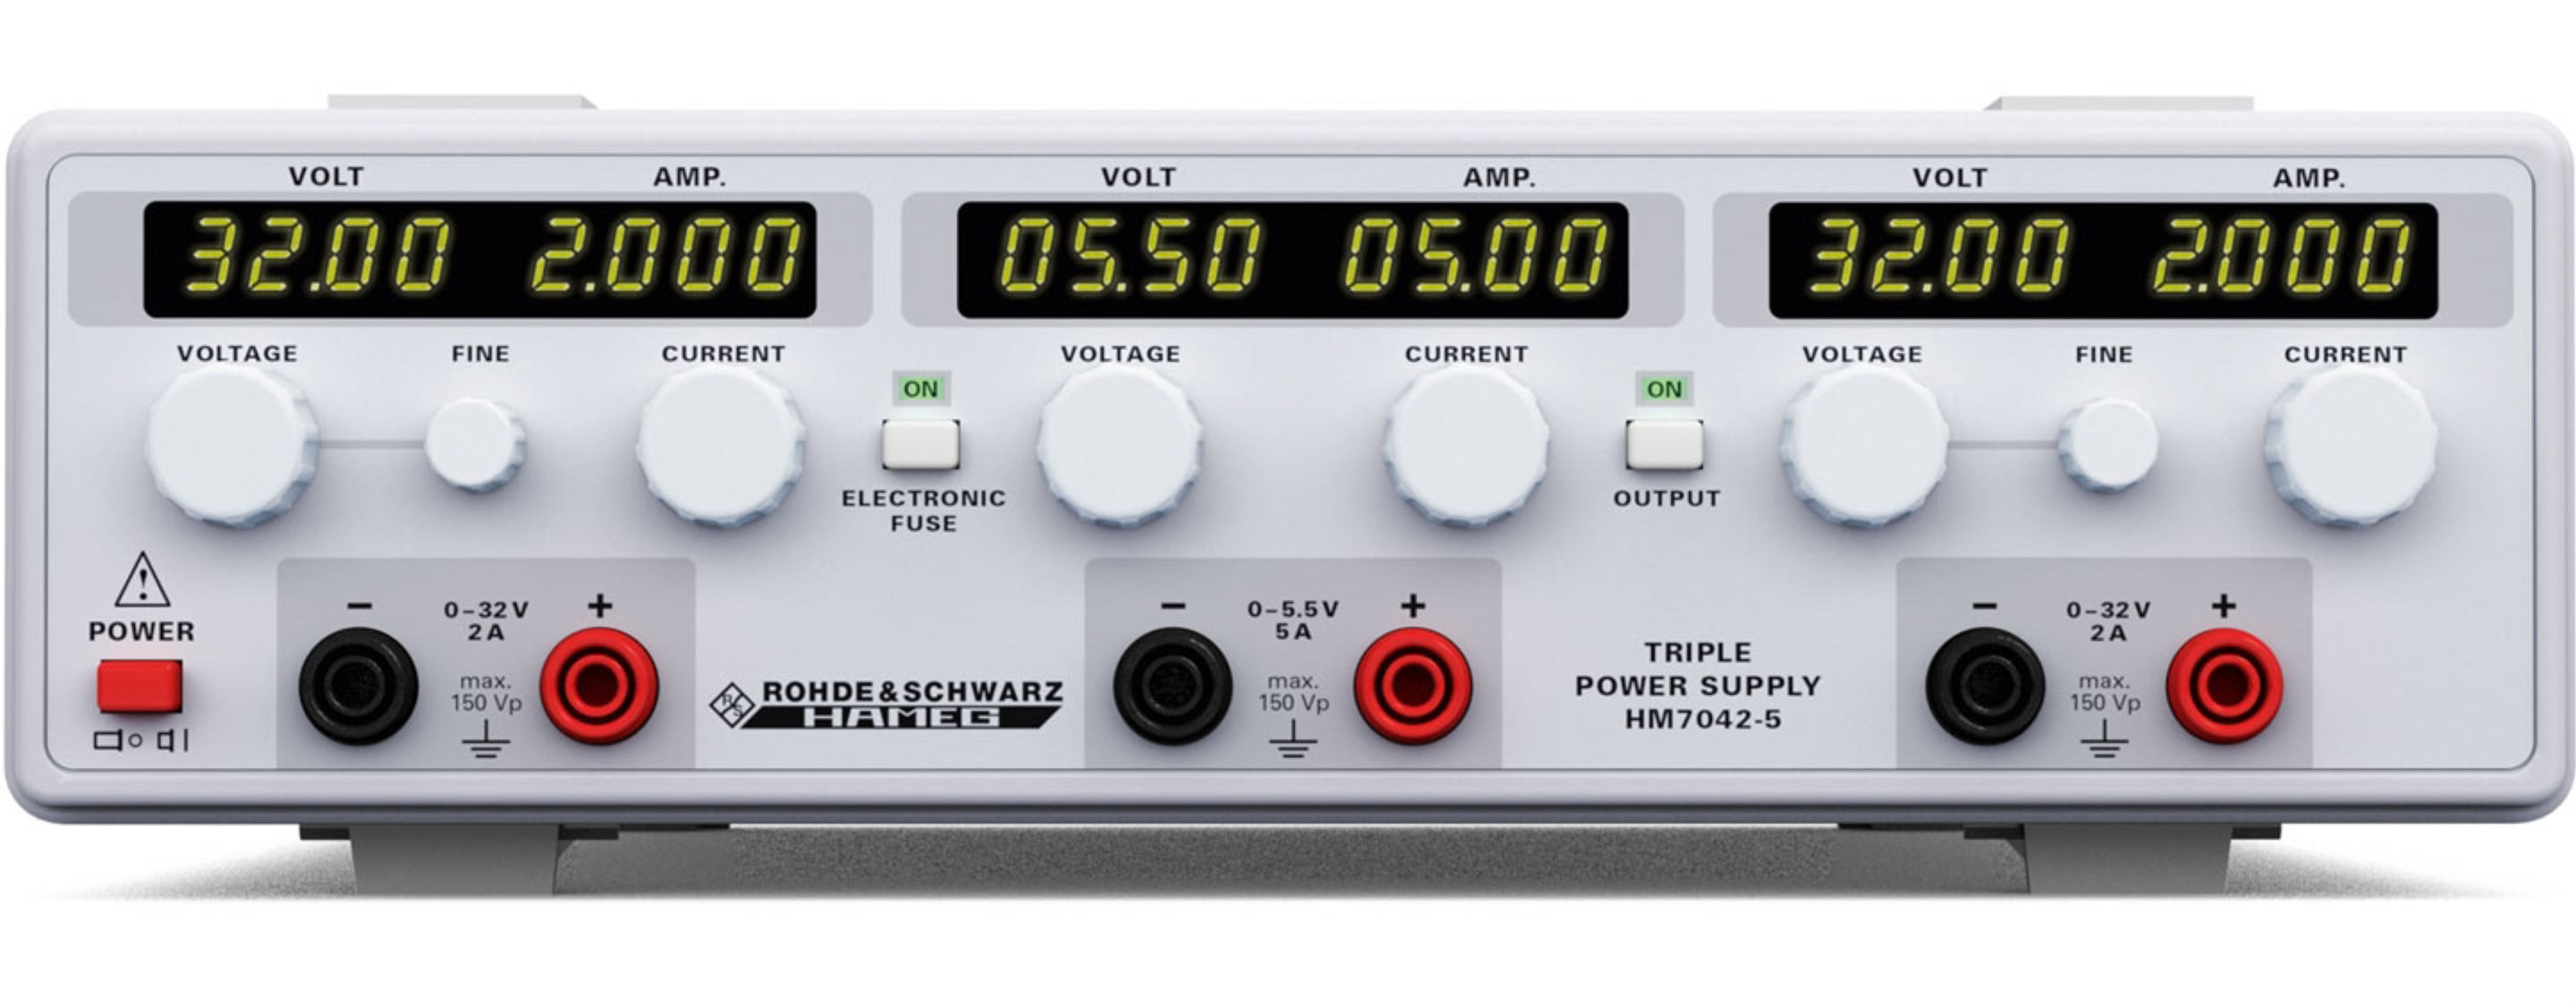 VOLT AMP. VOLT AMP. VOLT AMP.
32.00 2.000 05.50 05.00 32.00 2.000
VOLTAGE FINE CURRENT VOLTAGE CURRENT VOLTAGE FINE CURRENT
ON ON
ELECTRONIC
FUSE
OUTPUT
POWER
− 0–32 V +
2 A
max.
150 Vp
− 0–5.5 V +
5 A
max.
150 Vp
− 0–32 V +
2 A
max.
150 Vp
R S
ROHDE&SCHWARZ
HAMEG
TRIPLE
POWER SUPPLY
HM7042-5